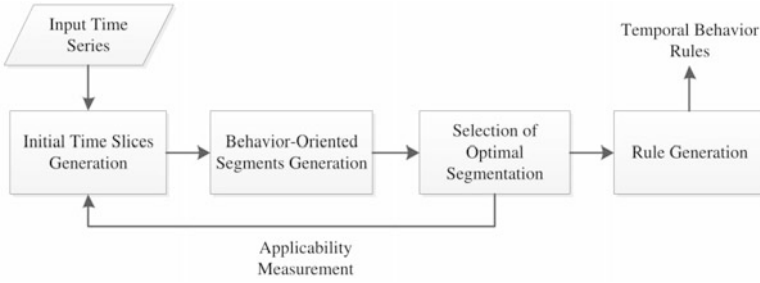 Input Time
Series
Temporal Behavior
Rules
Initial Time Slices
Generation
Behavior-Oriented
Segments Generation
Selection of
Optimal
Segmentation
Rule Generation
Applicability
Measurement